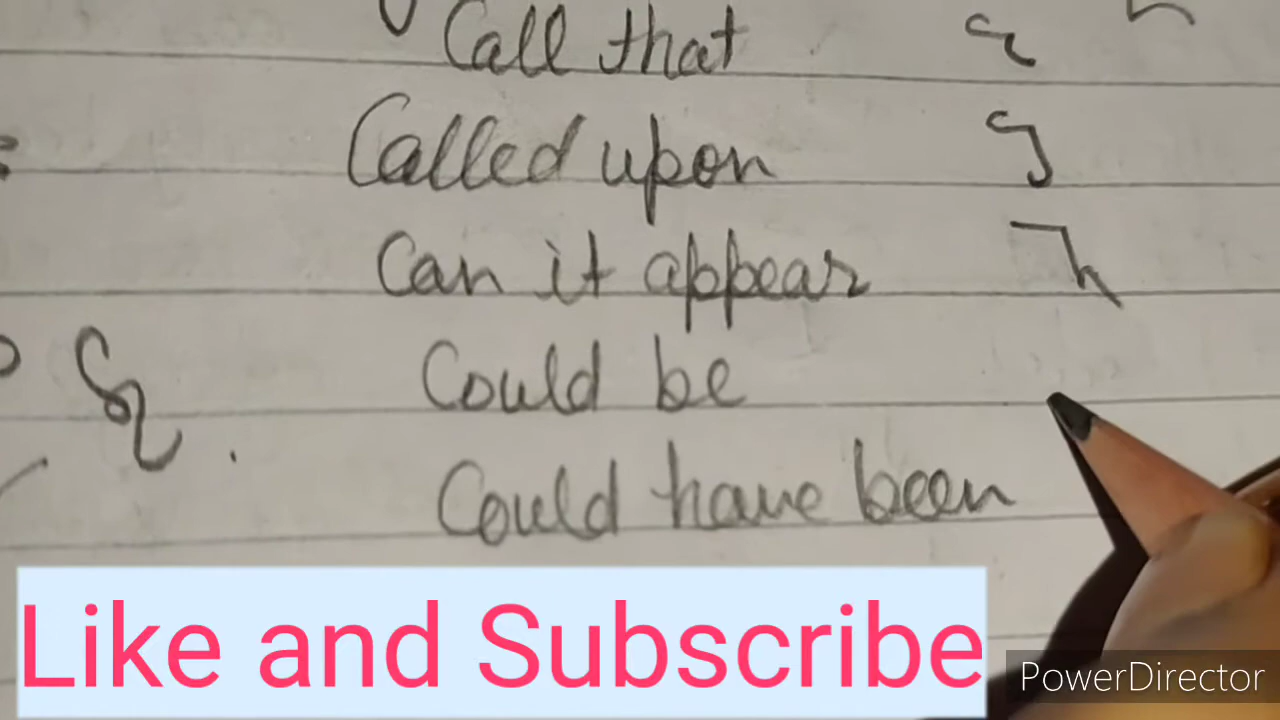 Call that
Called upon
Can it appear
Could be
Could have been
Like and Subscribe
PowerDirector